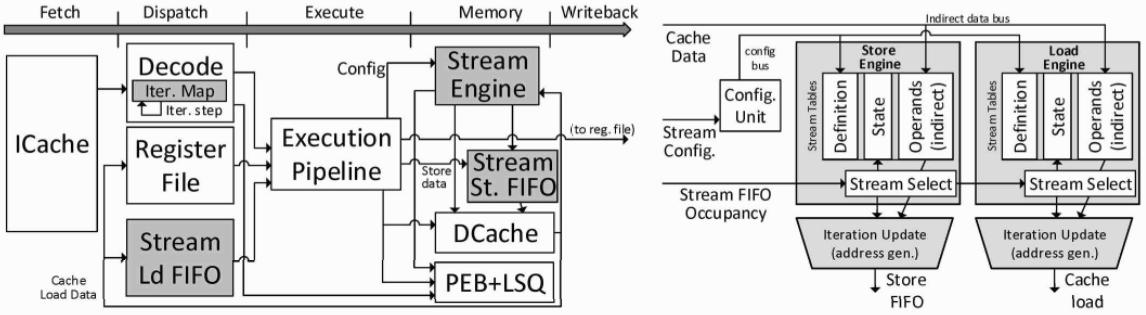 Fetch
Dispatch
Execute
Memory
Writeback
ICache
Decode
Iter. Map
Iter. step
Register
File
Stream
Ld FIFO
Cache
Load Data
Execution
Pipeline
Config
Stream
Engine
(to reg. file)
Store
data
Stream
St. FIFO
DCache
PEB+LSQ
Cache
Data
Indirect data bus
config
bus
Config.
Unit
Stream
Config.
Stream FIFO
Occupancy
Store
Engine
Stream Tables
Definition
State
Operands
(indirect)
Stream Select
Iteration Update
(address gen.)
Store
FIFO
Load
Engine
Stream Tables
Definition
State
Operands
(indirect)
Stream Select
Iteration Update
(address gen.)
Cache
load